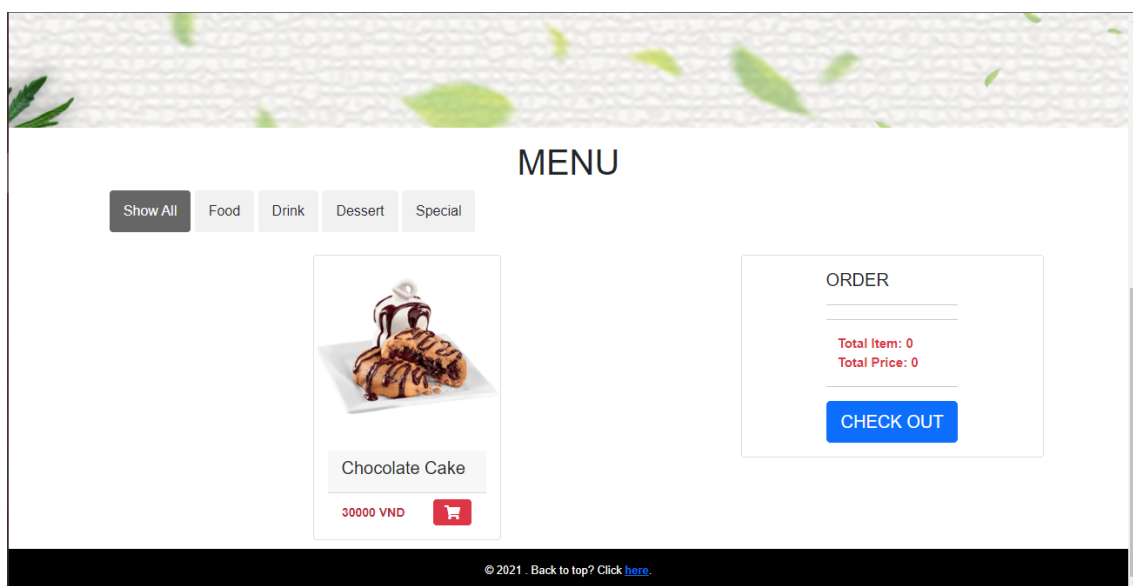 MENU
Show All Food Drink Dessert Special
Chocolate Cake
30000 VND
ORDER
Total Item: 0
Total Price: 0
CHECK OUT
© 2021 . Back to top? Click here.